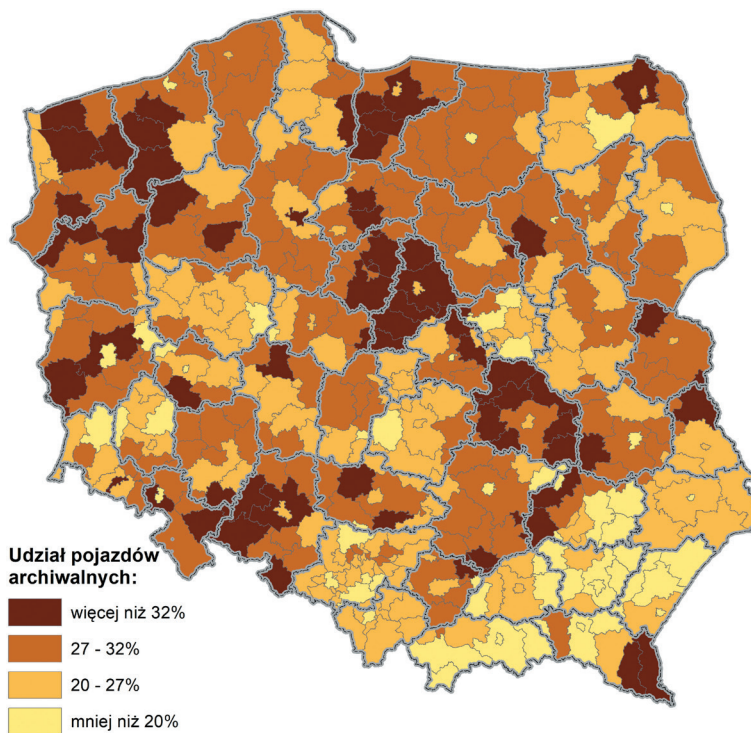 Udział pojazdów
archiwalnych:
więcej niż 32%
27 - 32%
20 - 27%
mniej niż 20%